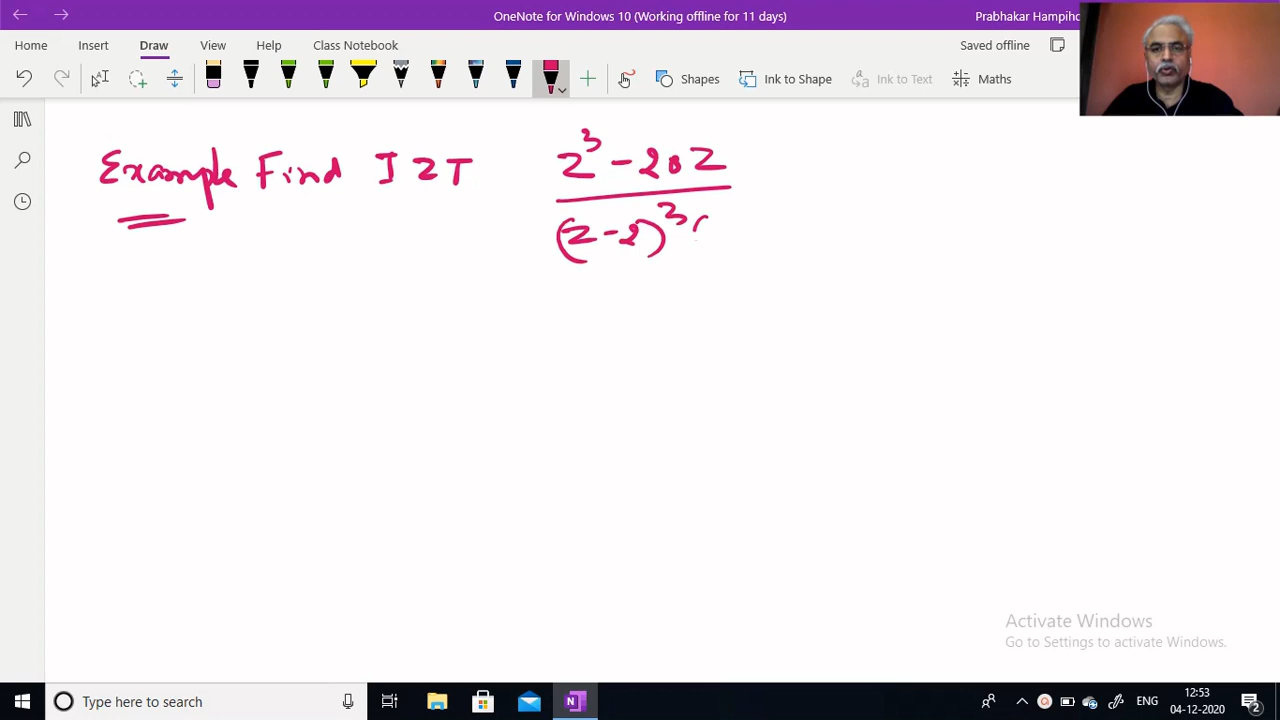 OneNote for Windows 10 (Working offline for 11 days)
Prabhakar Hampiho
Home Insert Draw View Help Class Notebook
Saved offline
Shapes Ink to Shape Ink to Text Maths
Example Find IZT
z³ - 20z
(z-2)³(
Activate Windows
Go to Settings to activate Windows.
Type here to search
ENG
12:53
04-12-2020
2